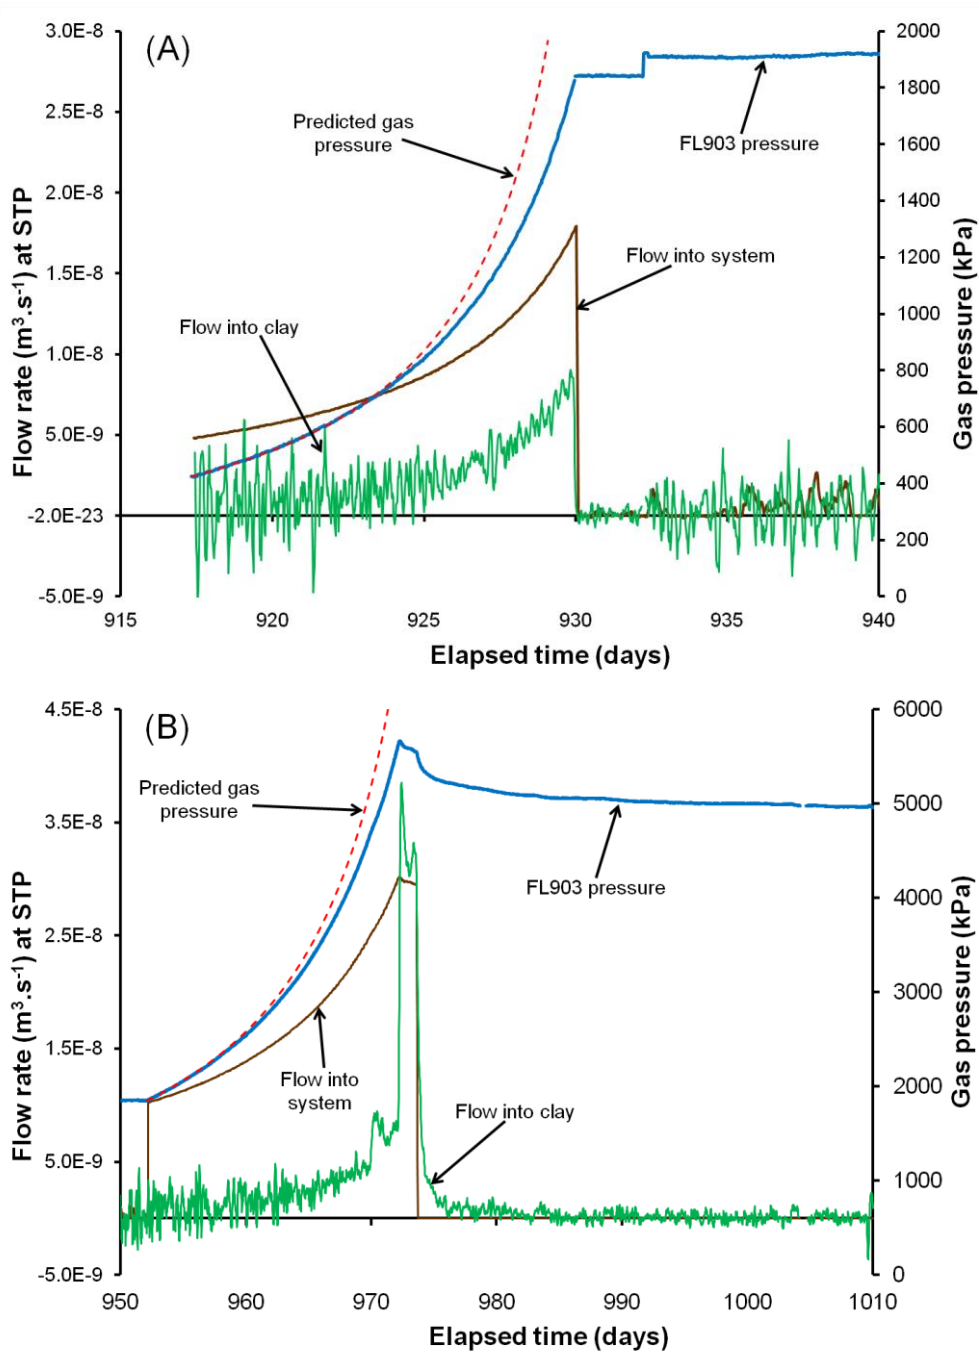 (A)
3.0E-8
2.5E-8
2.0E-8
1.5E-8
1.0E-8
5.0E-9
-2.0E-23
-5.0E-9
Flow rate (m³.s⁻¹) at STP
2000
1800
1600
1400
1200
1000
800
600
400
200
0
Gas pressure (kPa)
Predicted gas
pressure
FL903 pressure
Flow into system
Flow into clay
915
920
925
930
935
940
Elapsed time (days)
(B)
4.5E-8
3.5E-8
2.5E-8
1.5E-8
5.0E-9
-5.0E-9
Flow rate (m³.s⁻¹) at STP
6000
5000
4000
3000
2000
1000
0
Gas pressure (kPa)
Predicted gas
pressure
FL903 pressure
Flow into
system
Flow into clay
950
960
970
980
990
1000
1010
Elapsed time (days)